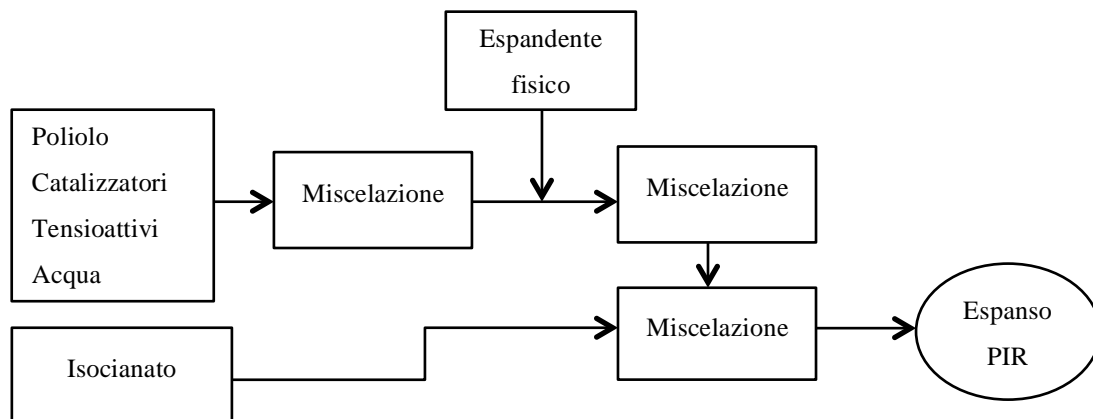 Espandente
fisico
Poliolo
Catalizzatori
Tensioattivi
Acqua
Miscelazione
Miscelazione
Isocianato
Miscelazione
Espanso
PIR